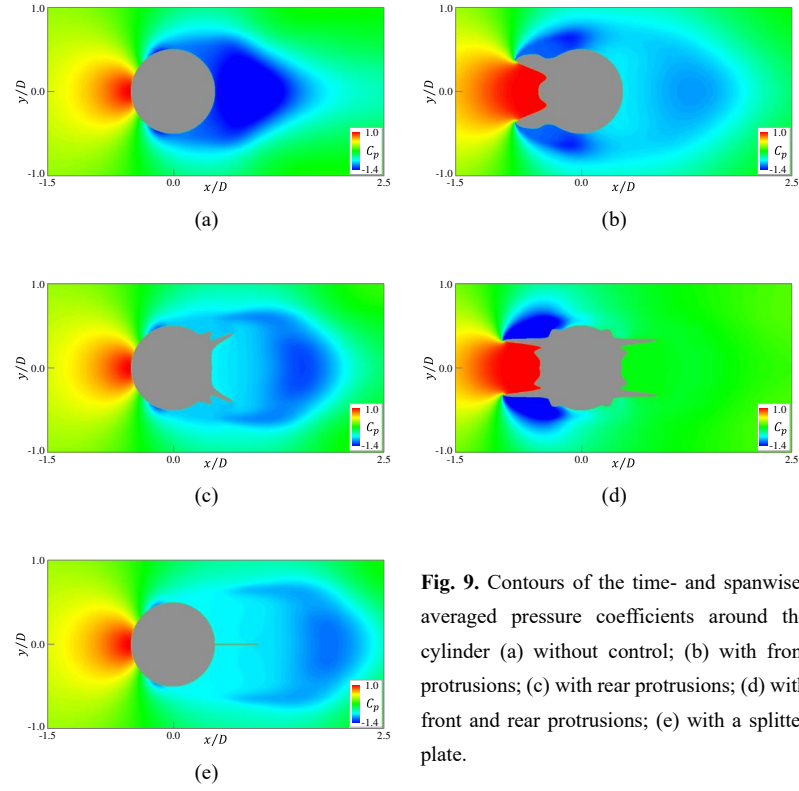 1.0
y/D
0.0
-1.0
-1.5
0.0
x/D
2.5
1.0
Cp
-1.4
(a)
1.0
y/D
0.0
-1.0
-1.5
0.0
x/D
2.5
1.0
Cp
-1.4
(b)
1.0
y/D
0.0
-1.0
-1.5
0.0
x/D
2.5
1.0
Cp
-1.4
(c)
1.0
y/D
0.0
-1.0
-1.5
0.0
x/D
2.5
1.0
Cp
-1.4
(d)
1.0
y/D
0.0
-1.0
-1.5
0.0
x/D
2.5
1.0
Cp
-1.4
(e)
Fig. 9. Contours of the time- and spanwise
averaged pressure coefficients around th
cylinder (a) without control; (b) with fron
protrusions; (c) with rear protrusions; (d) with
front and rear protrusions; (e) with a splitte
plate.